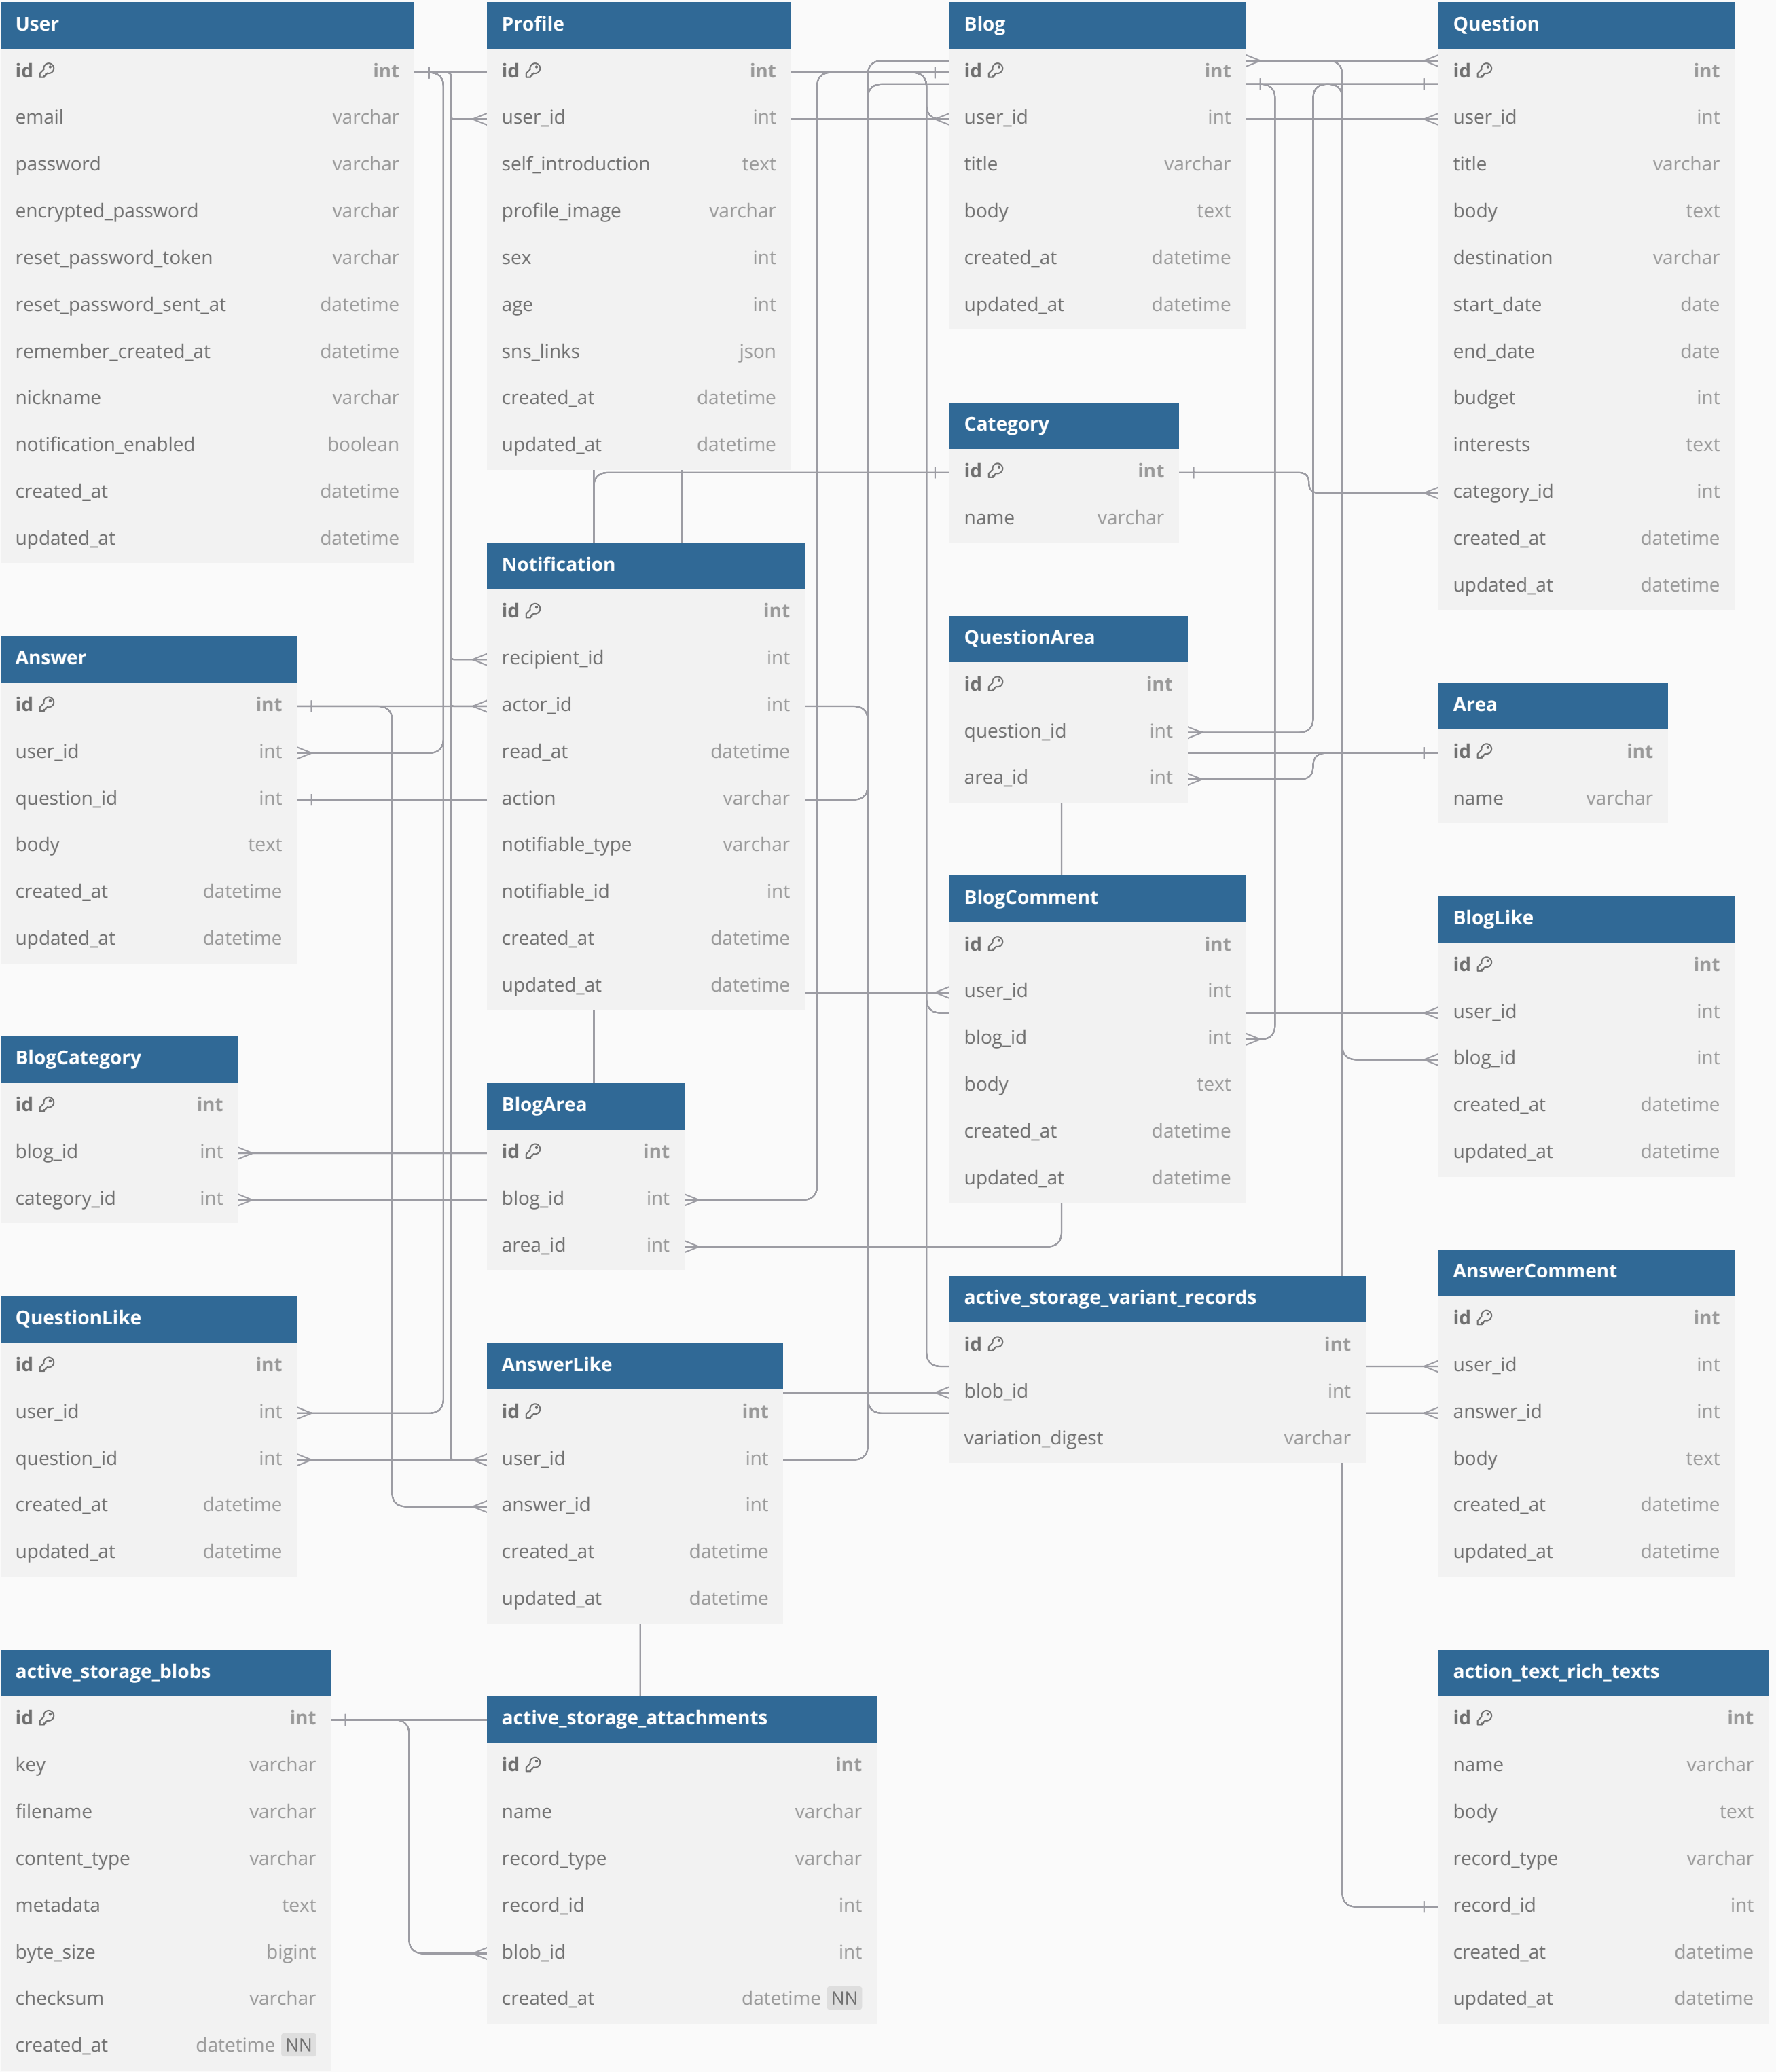 User
id int
email varchar
password varchar
encrypted_password varchar
reset_password_token varchar
reset_password_sent_at datetime
remember_created_at datetime
nickname varchar
notification_enabled boolean
created_at datetime
updated_at datetime
Profile
id int
user_id int
self_introduction text
profile_image varchar
sex int
age int
sns_links json
created_at datetime
updated_at datetime
Blog
id int
user_id int
title varchar
body text
created_at datetime
updated_at datetime
Question
id int
user_id int
title varchar
body text
destination varchar
start_date date
end_date date
budget int
interests text
category_id int
created_at datetime
updated_at datetime
Category
id int
name varchar
Notification
id int
recipient_id int
actor_id int
read_at datetime
action varchar
notifiable_type varchar
notifiable_id int
created_at datetime
updated_at datetime
QuestionArea
id int
question_id int
area_id int
Answer
id int
user_id int
question_id int
body text
created_at datetime
updated_at datetime
Area
id int
name varchar
BlogComment
id int
user_id int
blog_id int
body text
created_at datetime
updated_at datetime
BlogLike
id int
user_id int
blog_id int
created_at datetime
updated_at datetime
BlogCategory
id int
blog_id int
category_id int
BlogArea
id int
blog_id int
area_id int
AnswerComment
id int
user_id int
answer_id int
body text
created_at datetime
updated_at datetime
active_storage_variant_records
id int
blob_id int
variation_digest varchar
QuestionLike
id int
user_id int
question_id int
created_at datetime
updated_at datetime
AnswerLike
id int
user_id int
answer_id int
created_at datetime
updated_at datetime
active_storage_blobs
id int
key varchar
filename varchar
content_type varchar
metadata text
byte_size bigint
checksum varchar
created_at datetime NN
active_storage_attachments
id int
name varchar
record_type varchar
record_id int
blob_id int
created_at datetime NN
action_text_rich_texts
id int
name varchar
body text
record_type varchar
record_id int
created_at datetime
updated_at datetime